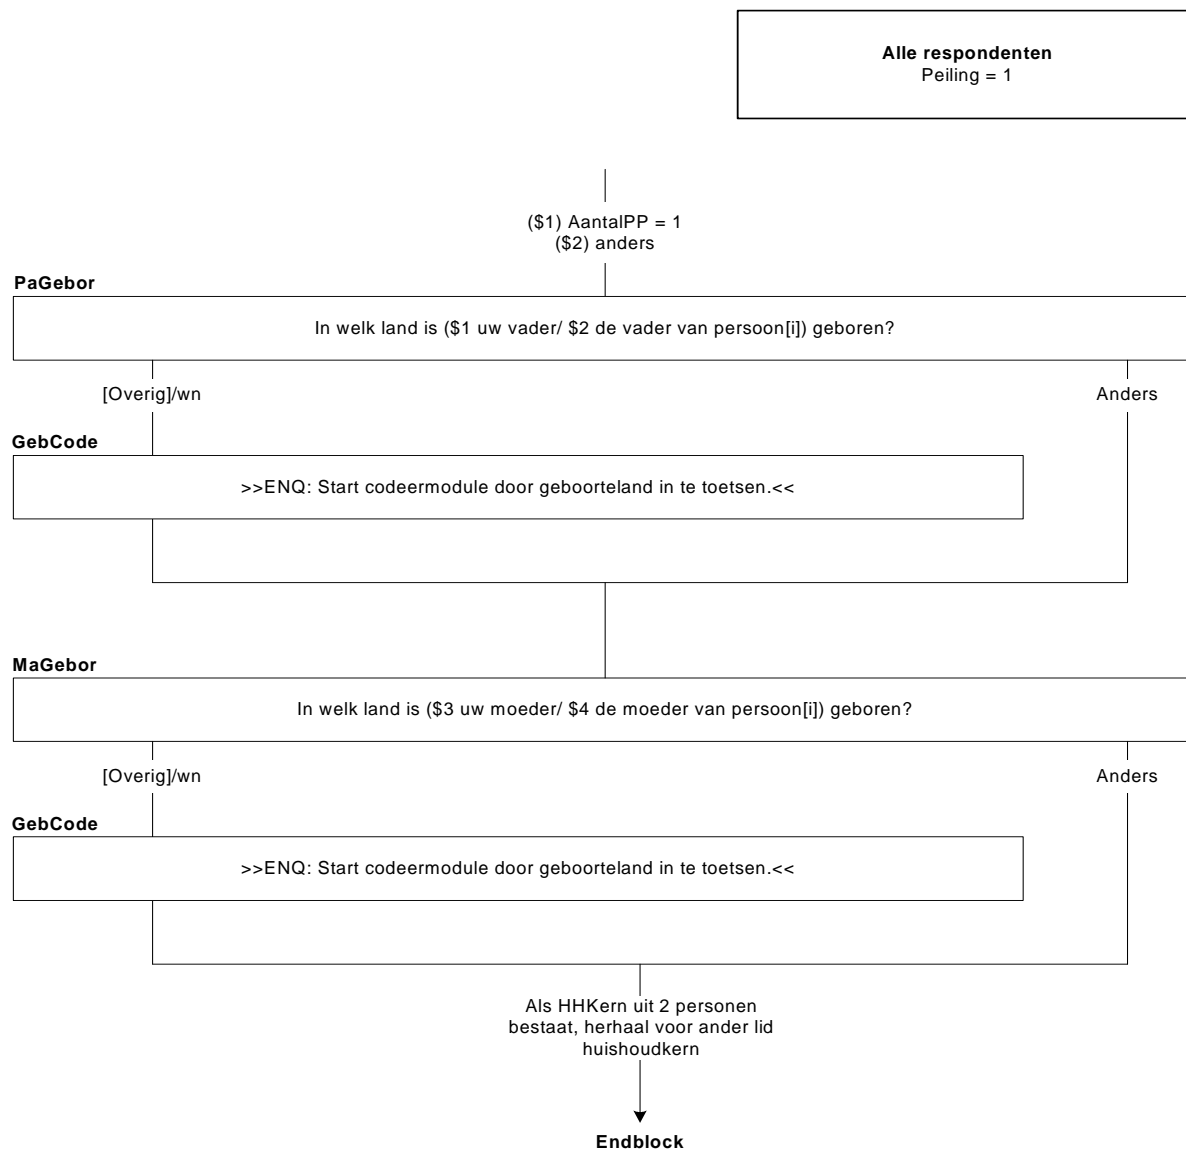 Alle respondenten
Peiling = 1
($1) AantalPP = 1
($2) anders
PaGebor
In welk land is ($1 uw vader/ $2 de vader van persoon[i]) geboren?
[Overig]/wn
Anders
GebCode
>>ENQ: Start codeermodule door geboorteland in te toetsen.<<
MaGebor
In welk land is ($3 uw moeder/ $4 de moeder van persoon[i]) geboren?
[Overig]/wn
Anders
GebCode
>>ENQ: Start codeermodule door geboorteland in te toetsen.<<
Als HHKern uit 2 personen
bestaat, herhaal voor ander lid
huishoudkern
Endblock